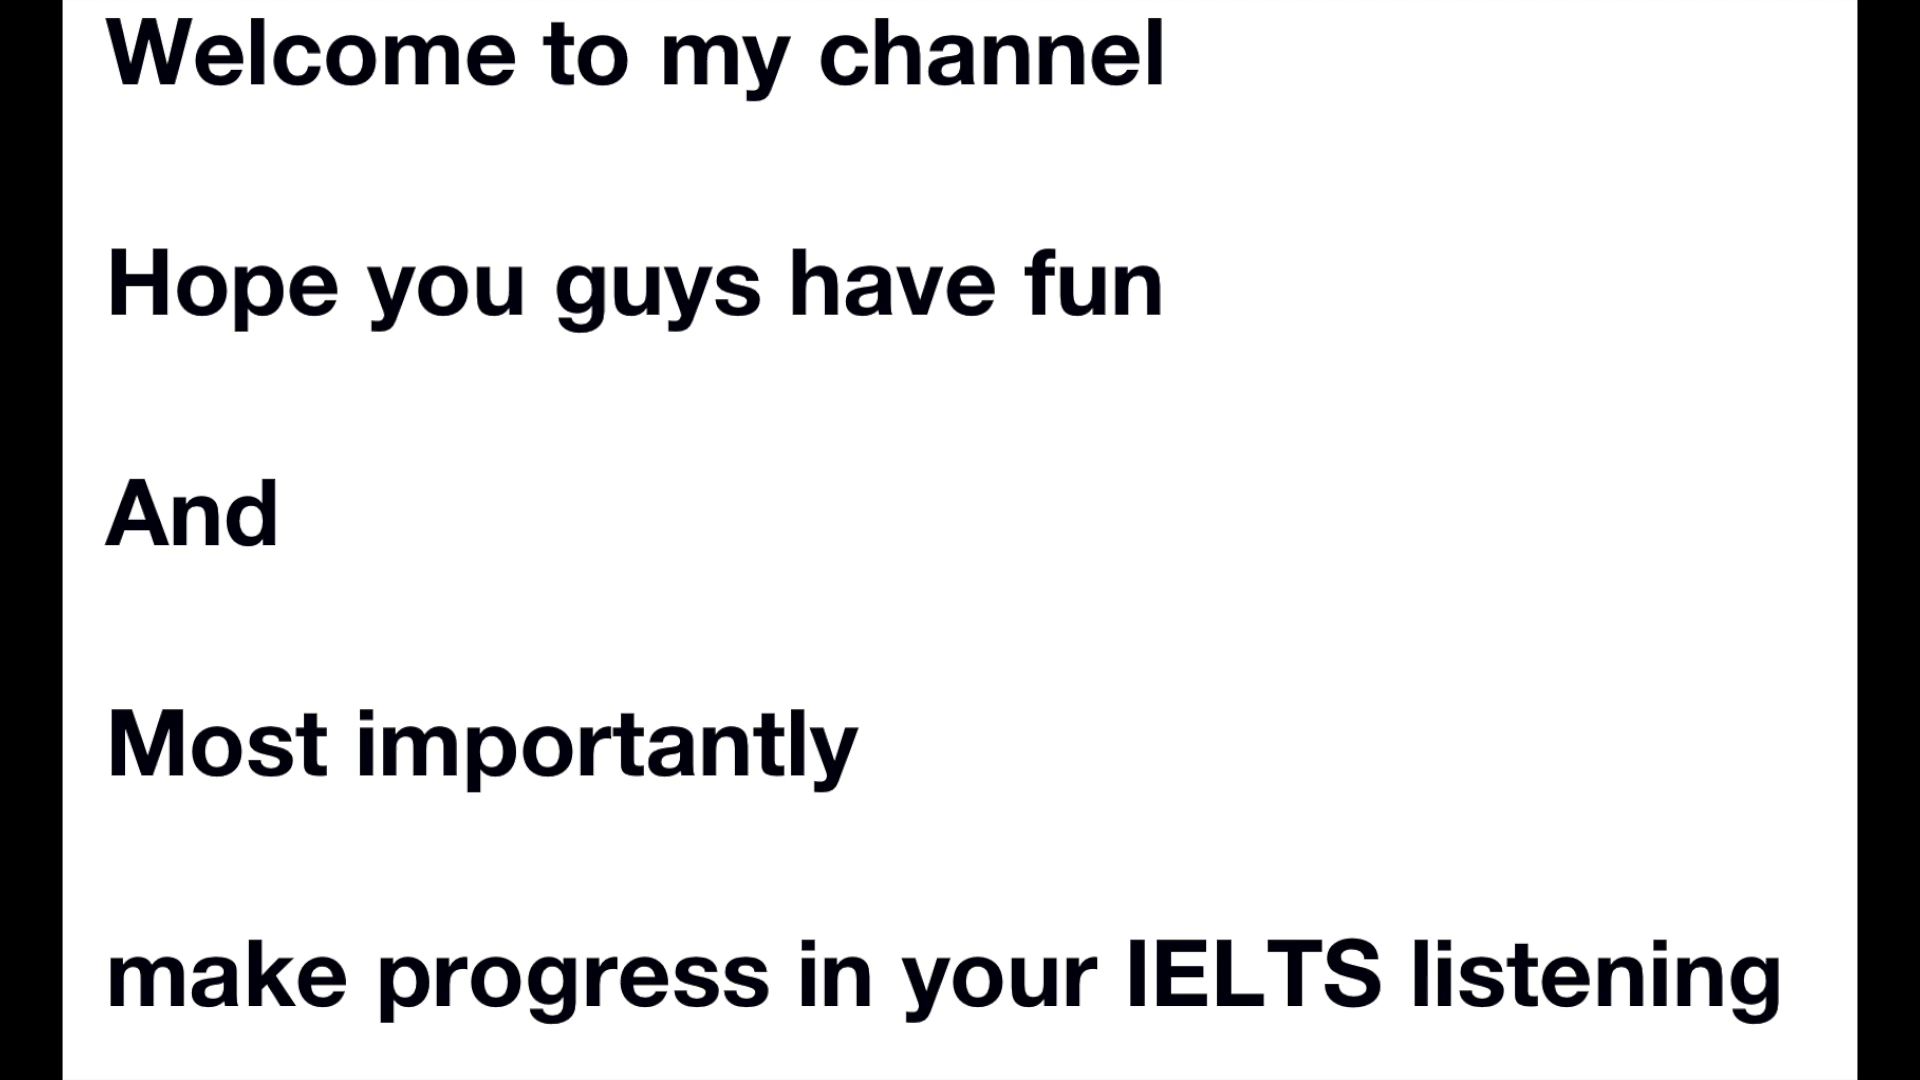 Welcome to my channel
Hope you guys have fun
And
Most importantly
make progress in your IELTS listening